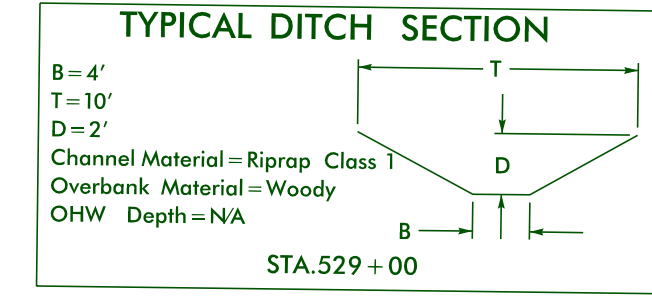 TYPICAL DITCH SECTION
B=4'
T=10'
D=2'
Channel Material=Riprap Class 1
Overbank Material=Woody
OHW Depth=N/A
T
D
B
STA.529+00